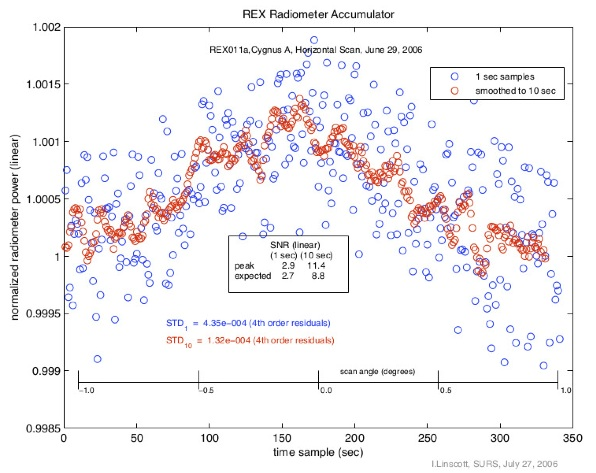 REX Radiometer Accumulator
REX011a,Cygnus A, Horizontal Scan, June 29, 2006
1 sec samples
smoothed to 10 sec
normalized radiometer power (linear)
1.002
1.0015
1.001
1.0005
1
0.9995
0.999
0.9985
SNR (linear)
(1 sec) (10 sec)
peak 2.9 11.4
expected 2.7 8.8
STD1 = 4.35e−004 (4th order residuals)
STD10 = 1.32e−004 (4th order residuals)
scan angle (degrees)
−1.0 −0.5 0.0 0.5 1.0
0 50 100 150 200 250 300 350
time sample (sec)
I.Linscott, SURS, July 27, 2006